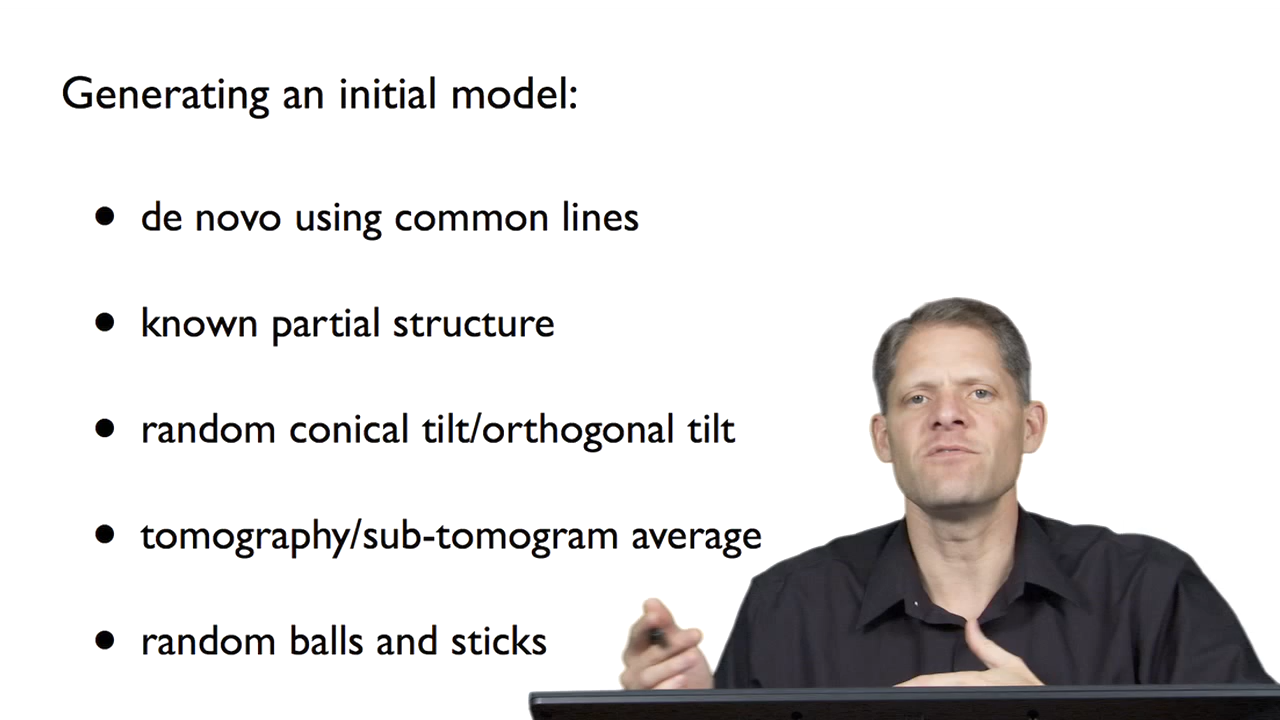 Generating an initial model:
• de novo using common lines
• known partial structure
• random conical tilt/orthogonal tilt
• tomography/sub-tomogram average
• random balls and sticks